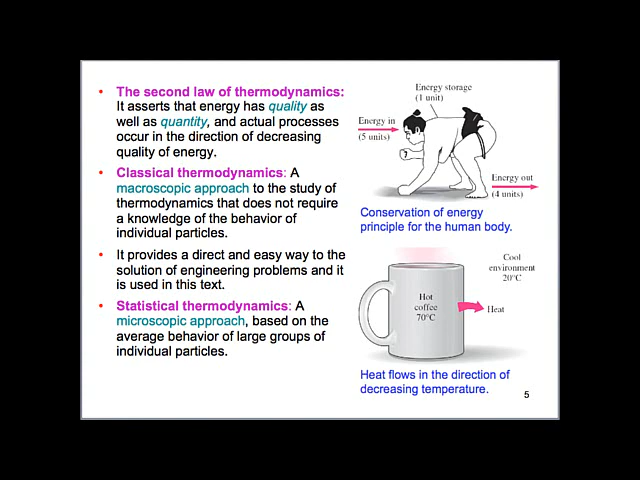 • The second law of thermodynamics:
It asserts that energy has quality as
well as quantity, and actual processes
occur in the direction of decreasing
quality of energy.
• Classical thermodynamics: A
macroscopic approach to the study of
thermodynamics that does not require
a knowledge of the behavior of
individual particles.
• It provides a direct and easy way to the
solution of engineering problems and it
is used in this text.
• Statistical thermodynamics: A
microscopic approach, based on the
average behavior of large groups of
individual particles.
Energy storage
(1 unit)
Energy in
(5 units)
Energy out
(4 units)
Conservation of energy
principle for the human body.
Cool
environment
20°C
Hot
coffee
70°C
Heat
Heat flows in the direction of
decreasing temperature.
5